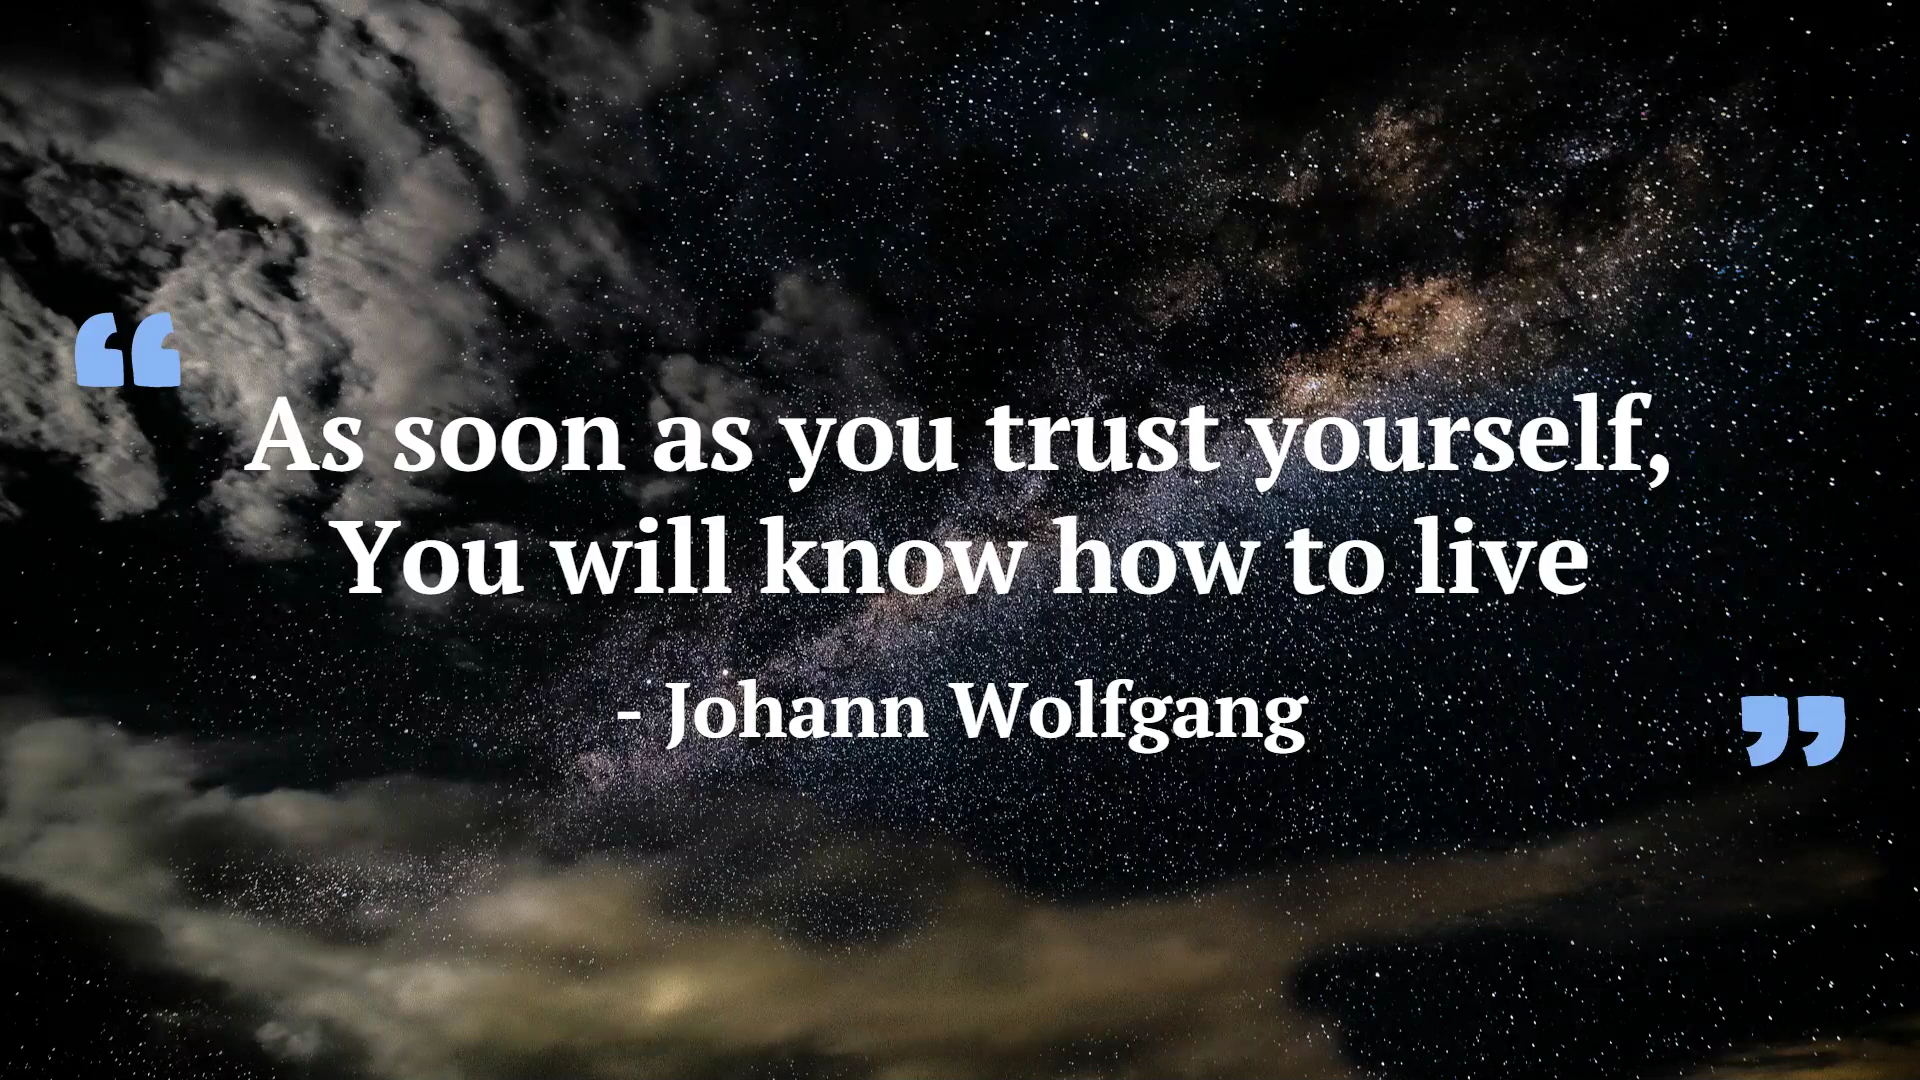 “
As soon as you trust yourself,
You will know how to live
- Johann Wolfgang
”